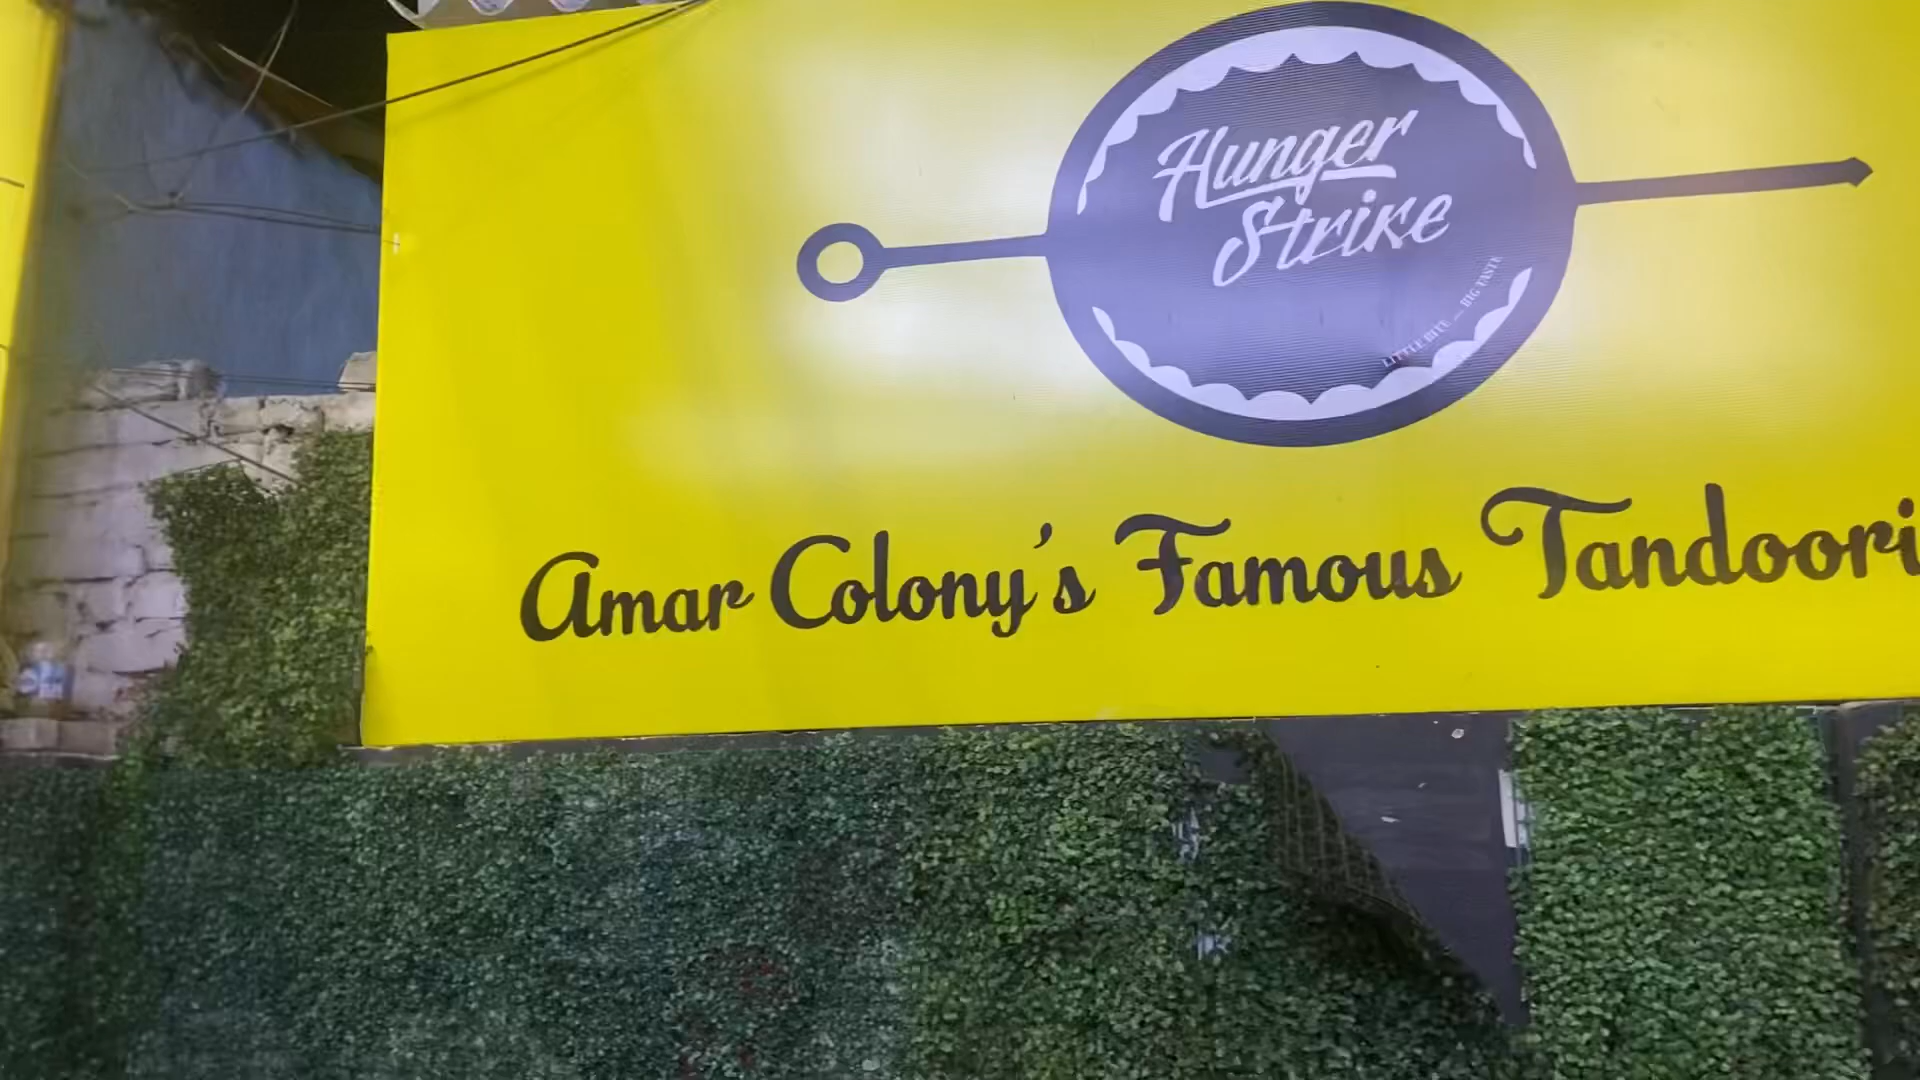 Hunger
Strike
LITTLE BITE _ BIG TASTE
Amar Colony's Famous Tandoori